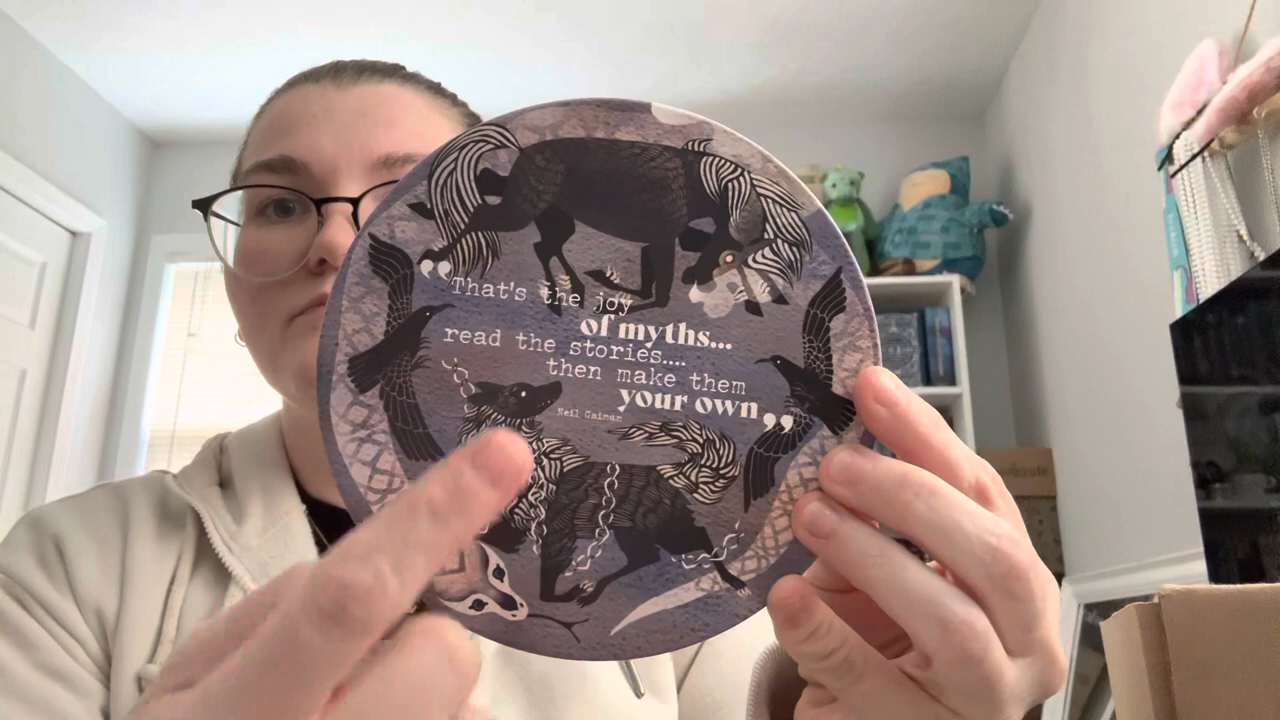 “That's the joy
of myths...
read the stories....
then make them
your own”
Neil Gaiman